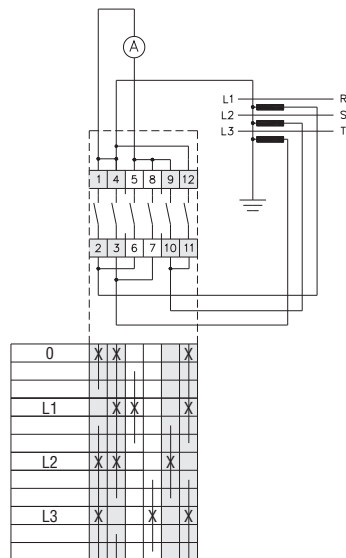 A
L1 R
L2 S
L3 T
1 4 5 8 9 12
2 3 6 7 10 11
0 X X X
L1 X X X
L2 X X X
L3 X X X